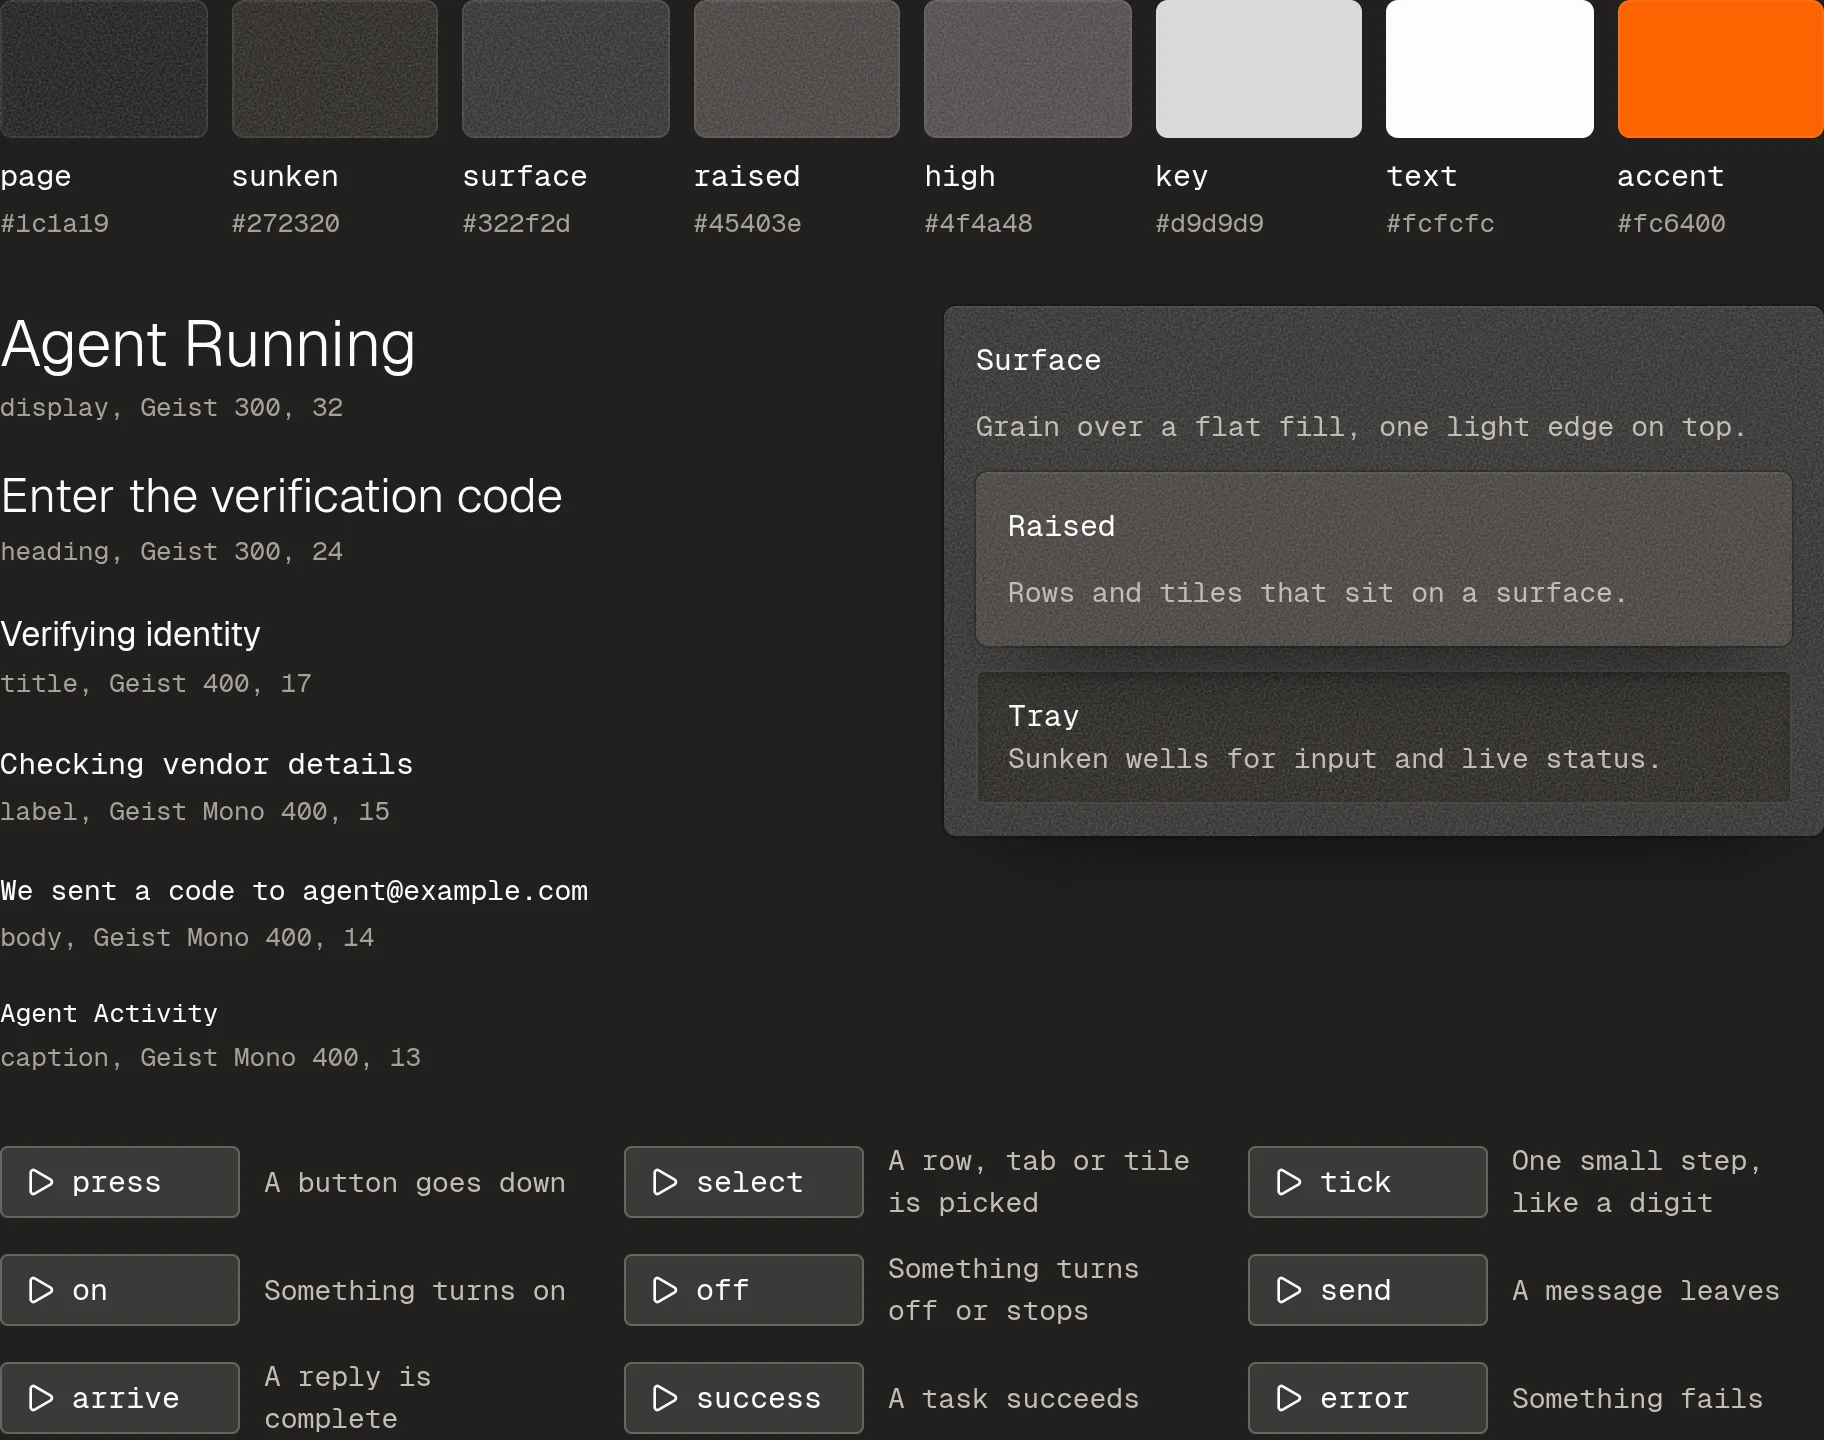 page sunken surface raised high key text accent
#1c1a19 #272320 #322f2d #45403e #4f4a48 #d9d9d9 #fcfcfc #fc6400
Agent Running
display, Geist 300, 32
Enter the verification code
heading, Geist 300, 24
Verifying identity
title, Geist 400, 17
Checking vendor details
label, Geist Mono 400, 15
We sent a code to agent@example.com
body, Geist Mono 400, 14
Agent Activity
caption, Geist Mono 400, 13
Surface
Grain over a flat fill, one light edge on top.
Raised
Rows and tiles that sit on a surface.
Tray
Sunken wells for input and live status.
press
A button goes down
select
A row, tab or tile
is picked
tick
One small step,
like a digit
on
Something turns on
off
Something turns
off or stops
send
A message leaves
arrive
A reply is
complete
success
A task succeeds
error
Something fails